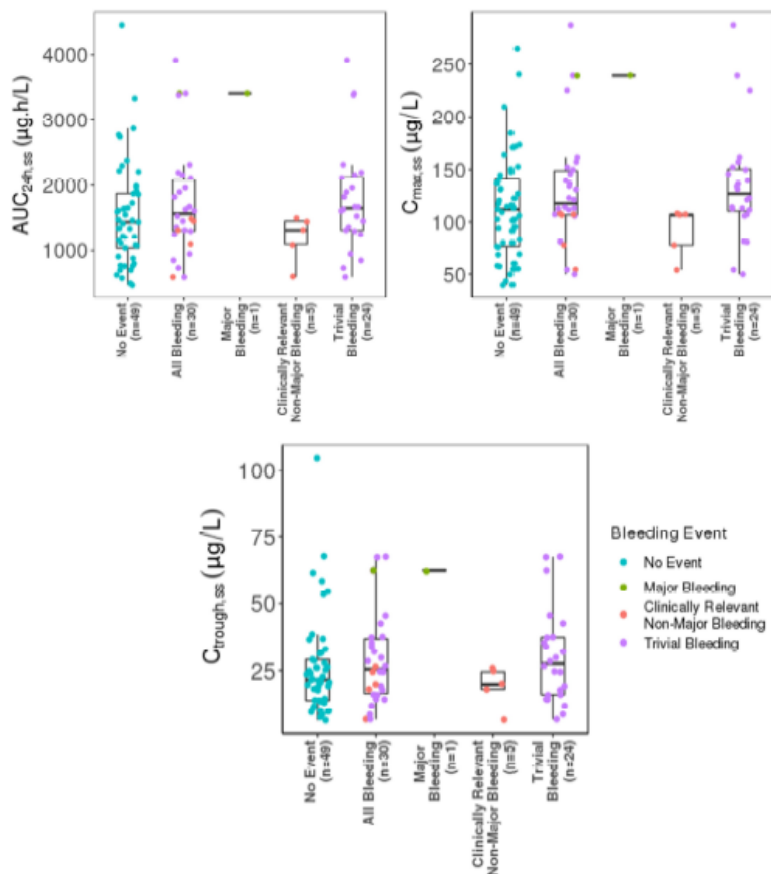 AUC24h,ss (µg.h/L)
4000
3000
2000
1000
No Event
(n=49)
All Bleeding
(n=30)
Major
Bleeding
(n=1)
Clinically Relevant
Non-Major Bleeding
(n=5)
Trivial
Bleeding
(n=24)
Cmax,ss (µg/L)
250
200
150
100
50
No Event
(n=49)
All Bleeding
(n=30)
Major
Bleeding
(n=1)
Clinically Relevant
Non-Major Bleeding
(n=5)
Trivial
Bleeding
(n=24)
Ctrough,ss (µg/L)
100
75
50
25
No Event
(n=49)
All Bleeding
(n=30)
Major
Bleeding
(n=1)
Clinically Relevant
Non-Major Bleeding
(n=5)
Trivial
Bleeding
(n=24)
Bleeding Event
No Event
Major Bleeding
Clinically Relevant
Non-Major Bleeding
Trivial Bleeding